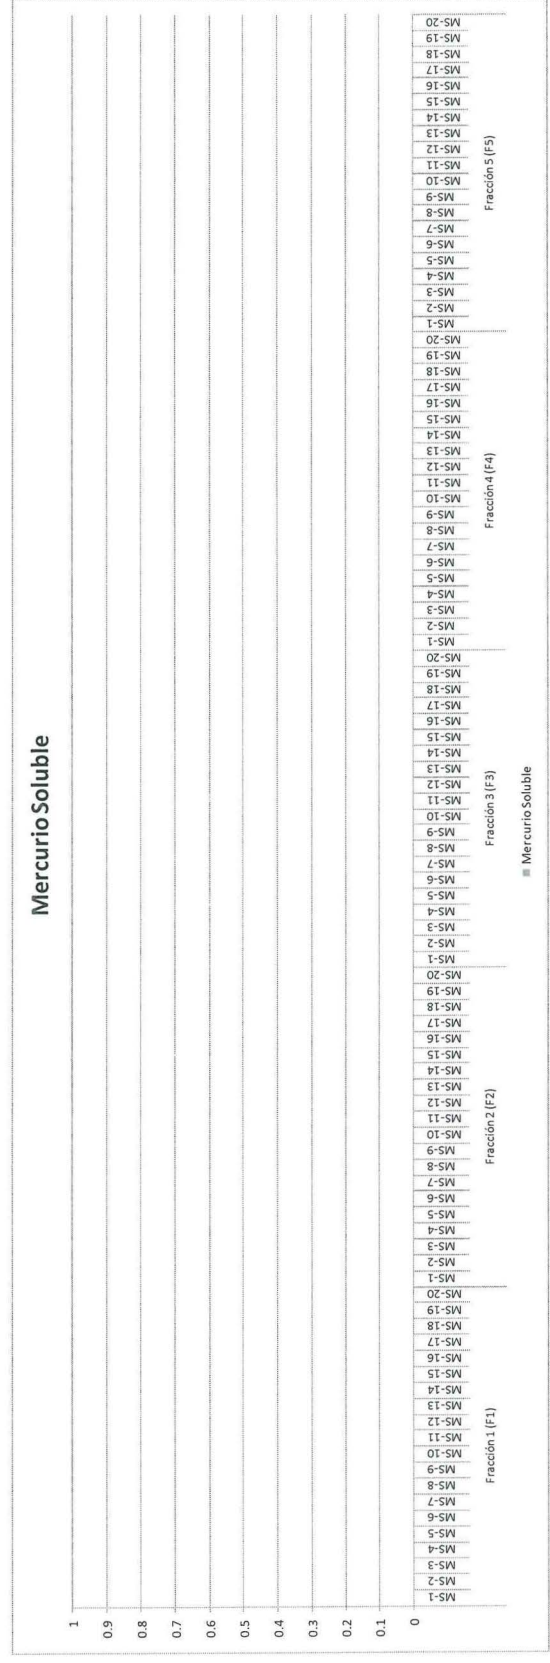 Mercurio Soluble
1
0.9
0.8
0.7
0.6
0.5
0.4
0.3
0.2
0.1
0
MS-1
MS-2
MS-3
MS-4
MS-5
MS-6
MS-7
MS-8
MS-9
MS-10
MS-11
MS-12
MS-13
MS-14
MS-15
MS-16
MS-17
MS-18
MS-19
MS-20
MS-1
MS-2
MS-3
MS-4
MS-5
MS-6
MS-7
MS-8
MS-9
MS-10
MS-11
MS-12
MS-13
MS-14
MS-15
MS-16
MS-17
MS-18
MS-19
MS-20
MS-1
MS-2
MS-3
MS-4
MS-5
MS-6
MS-7
MS-8
MS-9
MS-10
MS-11
MS-12
MS-13
MS-14
MS-15
MS-16
MS-17
MS-18
MS-19
MS-20
MS-1
MS-2
MS-3
MS-4
MS-5
MS-6
MS-7
MS-8
MS-9
MS-10
MS-11
MS-12
MS-13
MS-14
MS-15
MS-16
MS-17
MS-18
MS-19
MS-20
MS-1
MS-2
MS-3
MS-4
MS-5
MS-6
MS-7
MS-8
MS-9
MS-10
MS-11
MS-12
MS-13
MS-14
MS-15
MS-16
MS-17
MS-18
MS-19
MS-20
Fracción 1 (F1)
Fracción 2 (F2)
Fracción 3 (F3)
Fracción 4 (F4)
Fracción 5 (F5)
Mercurio Soluble